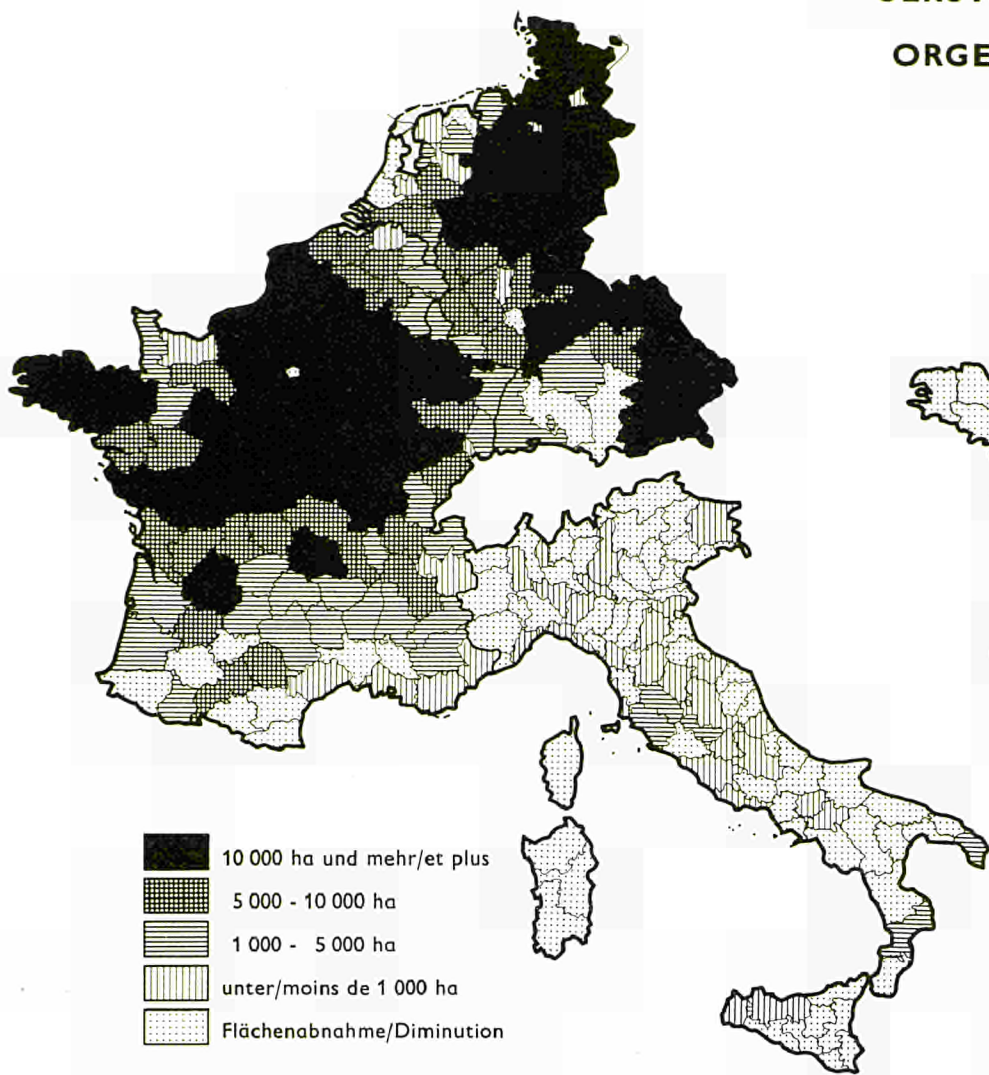 ORGE
10 000 ha und mehr/et plus
5 000 - 10 000 ha
1 000 - 5 000 ha
unter/moins de 1 000 ha
Flächenabnahme/Diminution